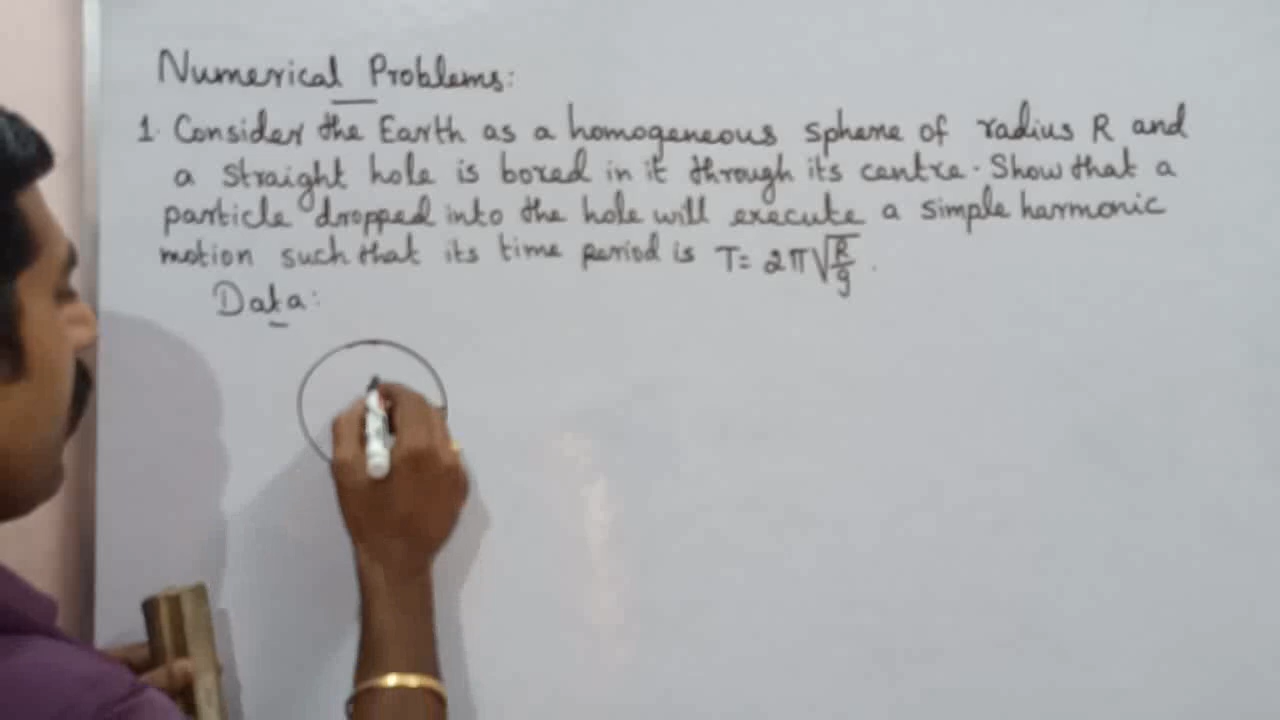 Numerical Problems:
1. Consider the Earth as a homogeneous sphere of radius R and
a straight hole is bored in it through its centre. Show that a
particle dropped into the hole will execute a simple harmonic
motion such that its time period is T= 2π√R/g .
Data: